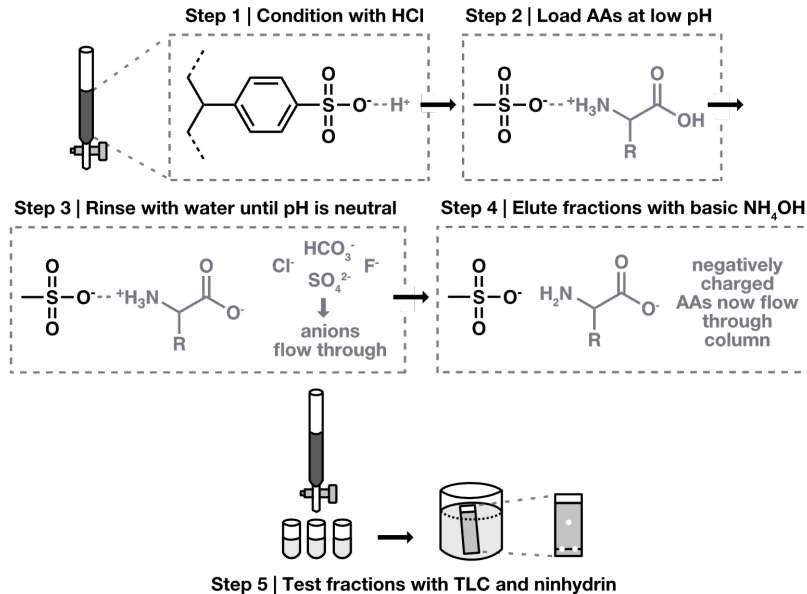 Step 1 | Condition with HCl
Step 2 | Load AAs at low pH
O
S
O⁻
H⁺
O
O
S
O⁻
⁺H₃N
O
OH
O
R
Step 3 | Rinse with water until pH is neutral
Step 4 | Elute fractions with basic NH₄OH
O
S
O⁻
⁺H₃N
O
O⁻
O
R
HCO₃⁻
Cl⁻
F⁻
SO₄²⁻
anions
flow through
O
S
O⁻
H₂N
O
O⁻
O
R
negatively
charged
AAs now flow
through
column
Step 5 | Test fractions with TLC and ninhydrin